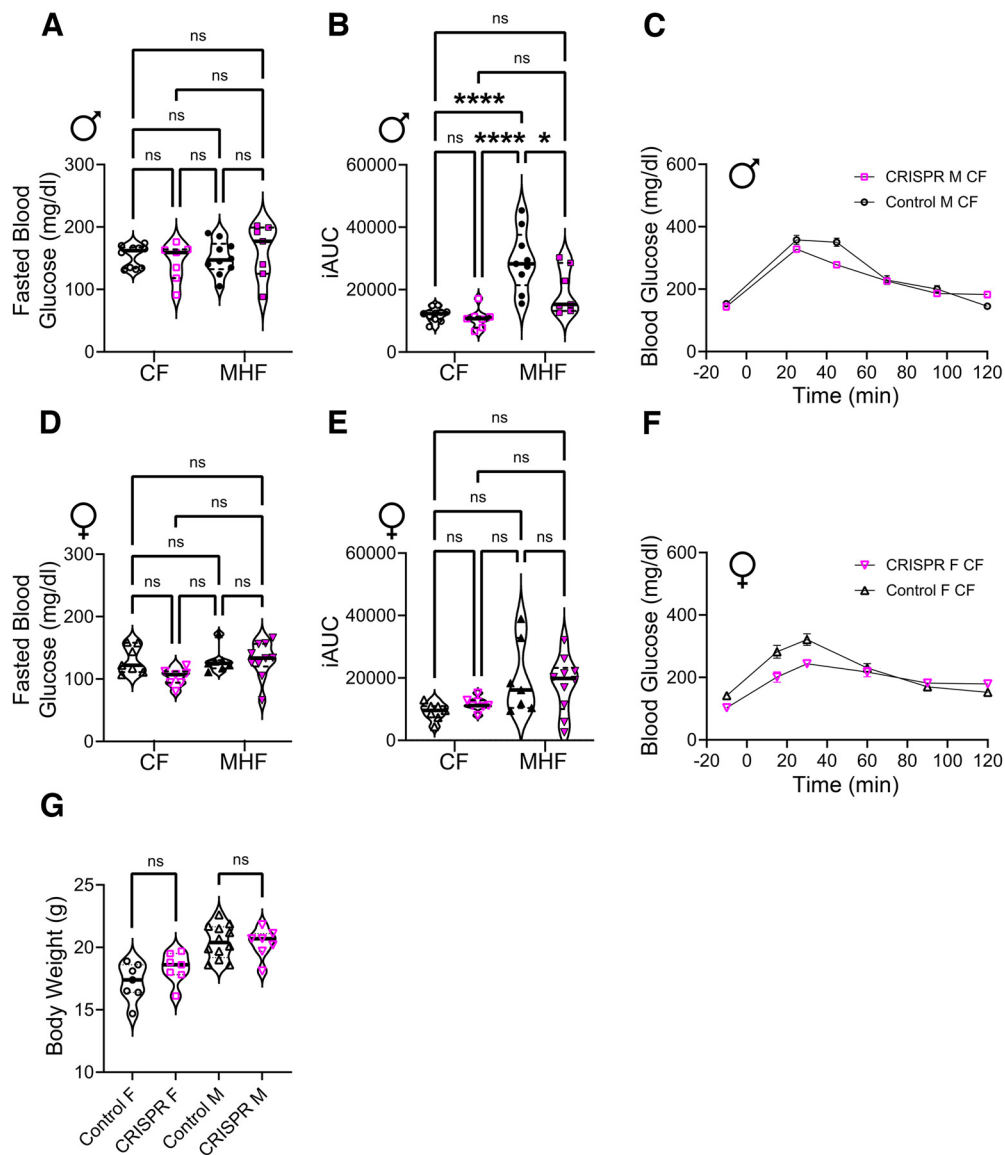 A
ns
ns
ns
ns
ns
ns
♂
Fasted Blood
Glucose (mg/dl)
300
200
100
0
CF
MHF
B
ns
ns
****
ns
****
*
♂
iAUC
60000
40000
20000
0
CF
MHF
C
♂
Blood Glucose (mg/dl)
600
400
200
0
CRISPR M CF
Control M CF
-20
0
20
40
60
80
100
120
Time (min)
D
ns
ns
ns
ns
ns
ns
♀
Fasted Blood
Glucose (mg/dl)
300
200
100
0
CF
MHF
E
ns
ns
ns
ns
ns
ns
♀
iAUC
60000
40000
20000
0
CF
MHF
F
♀
Blood Glucose (mg/dl)
600
400
200
0
CRISPR F CF
Control F CF
-20
0
20
40
60
80
100
120
Time (min)
G
ns
ns
Body Weight (g)
25
20
15
10
Control F
CRISPR F
Control M
CRISPR M